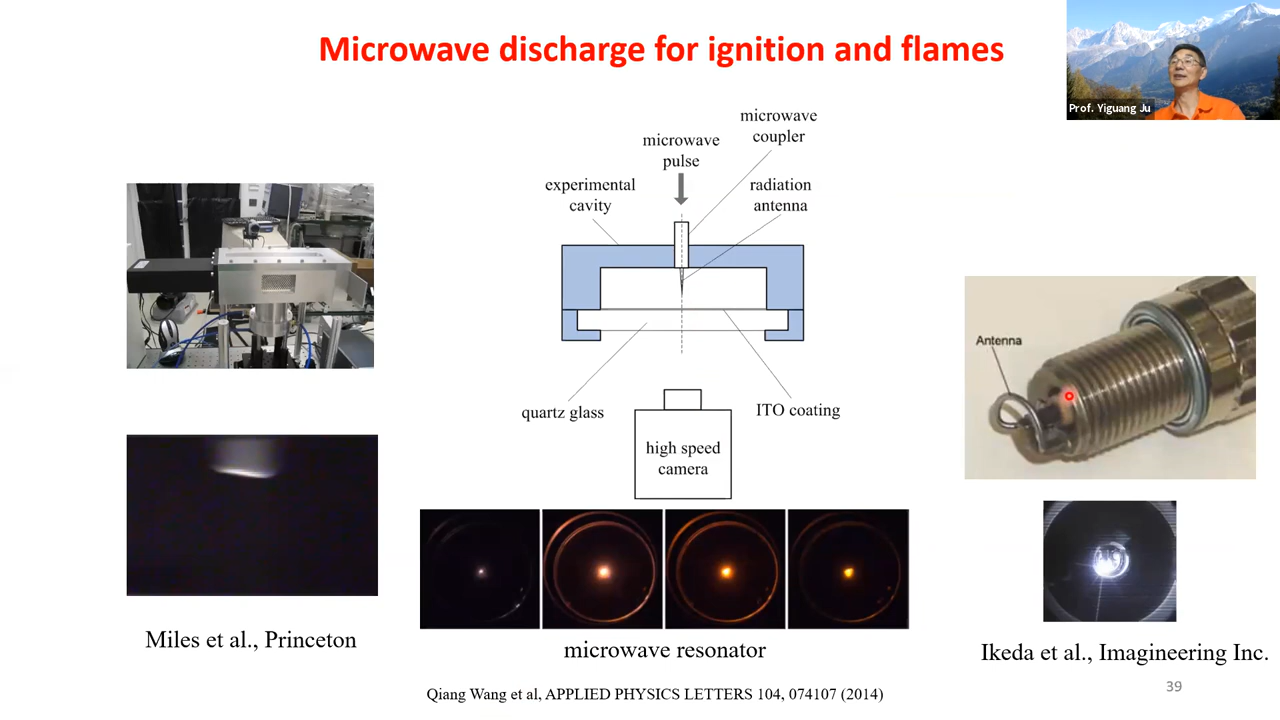 Microwave discharge for ignition and flames
Prof. Yiguang Ju
microwave
coupler
microwave
pulse
experimental
cavity
radiation
antenna
Antenna
quartz glass
ITO coating
high speed
camera
Miles et al., Princeton
microwave resonator
Ikeda et al., Imagineering Inc.
Qiang Wang et al, APPLIED PHYSICS LETTERS 104, 074107 (2014)
39